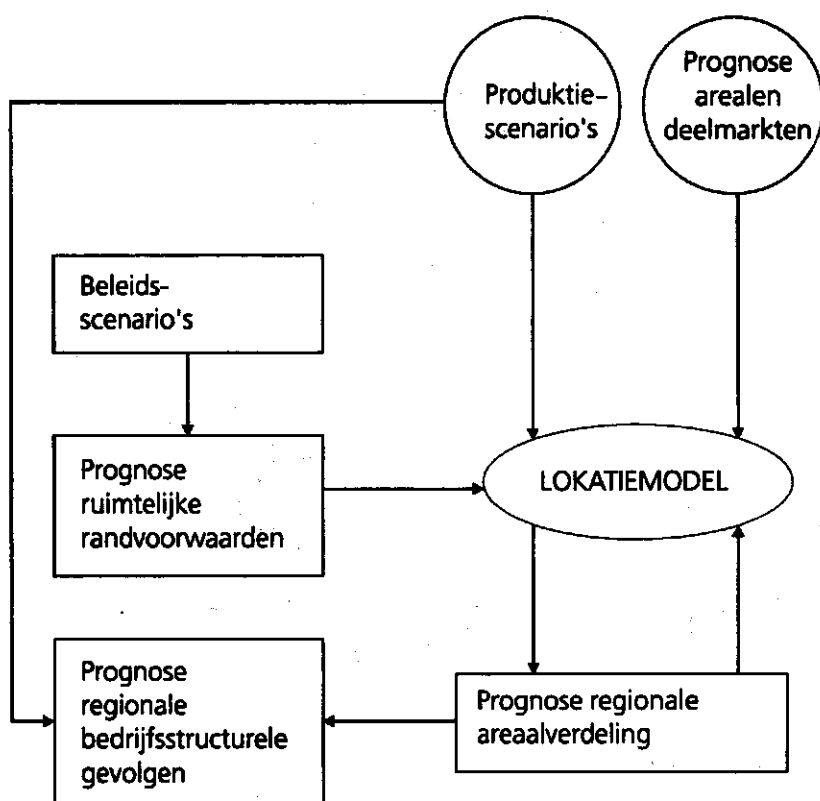 Produktie-
scenario's
Prognose
arealen
deelmarkten
Beleids-
scenario's
Prognose
ruimtelijke
randvoorwaarden
LOKATIEMODEL
Prognose
regionale
bedrijfsstructurele
gevolgen
Prognose regionale
areaalverdeling